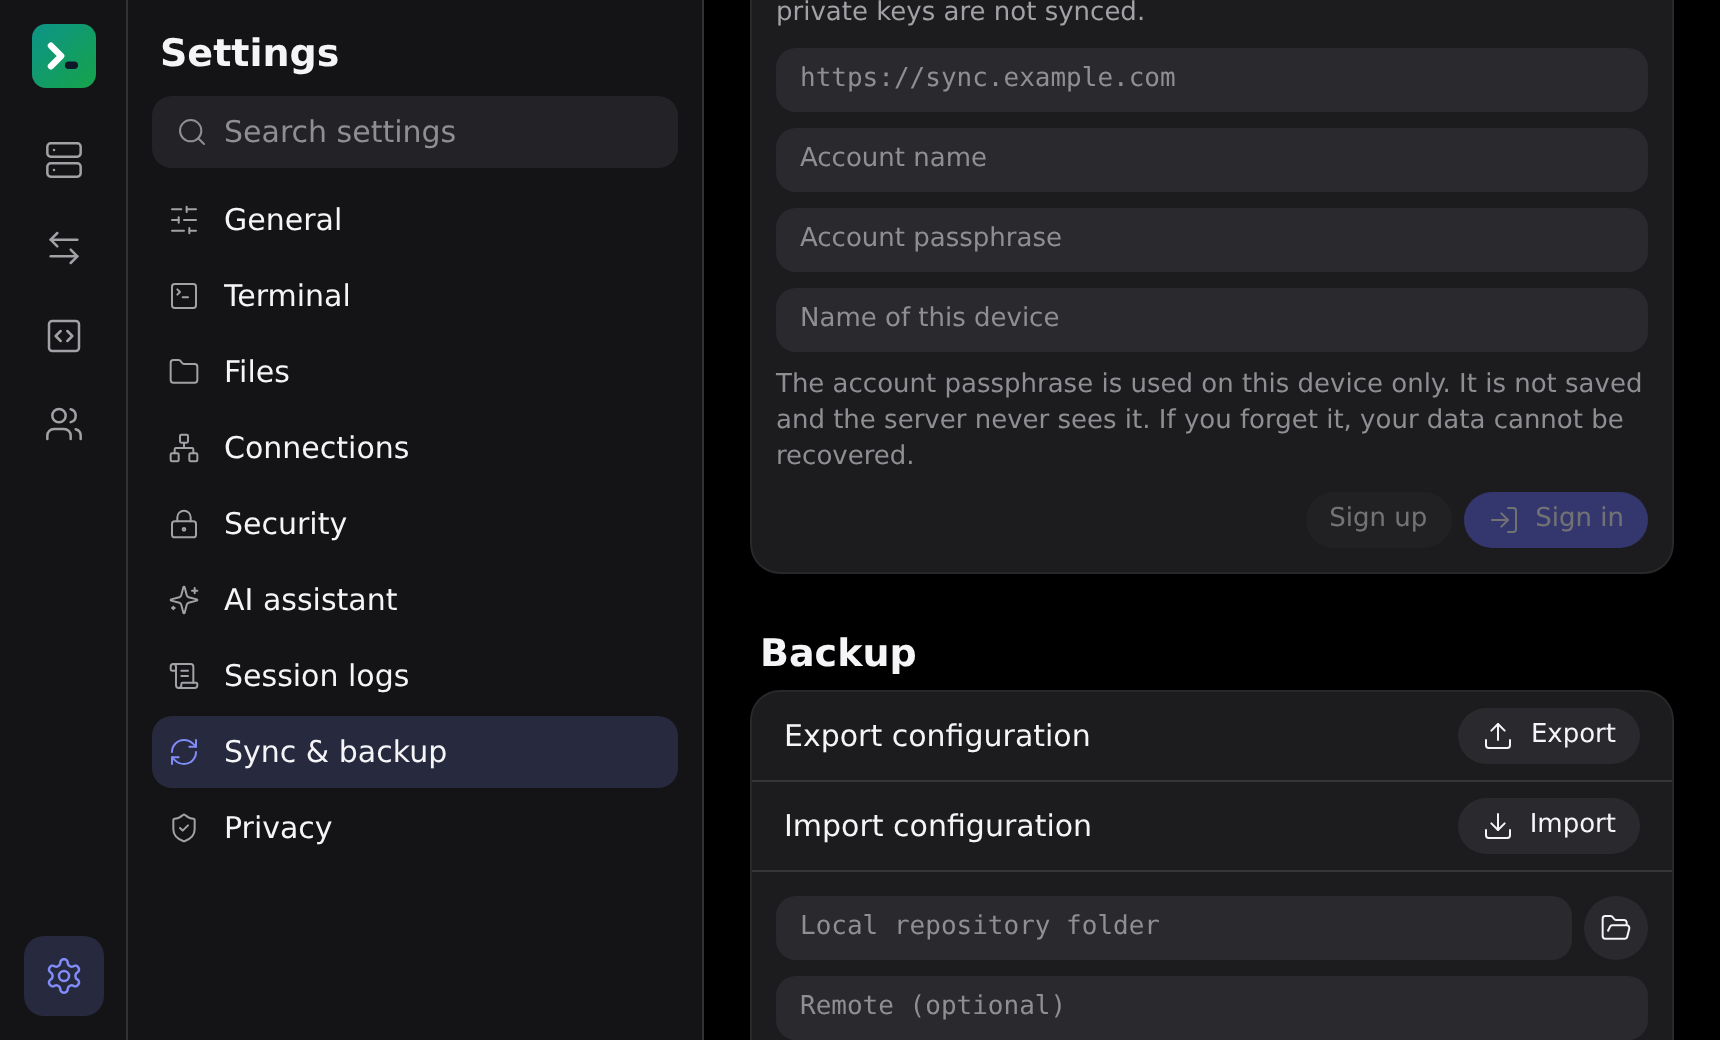 Settings
Search settings
General
Terminal
Files
Connections
Security
AI assistant
Session logs
Sync & backup
Privacy
private keys are not synced.
https://sync.example.com
Account name
Account passphrase
Name of this device
The account passphrase is used on this device only. It is not saved
and the server never sees it. If you forget it, your data cannot be
recovered.
Sign up
Sign in
Backup
Export configuration
Export
Import configuration
Import
Local repository folder
Remote (optional)